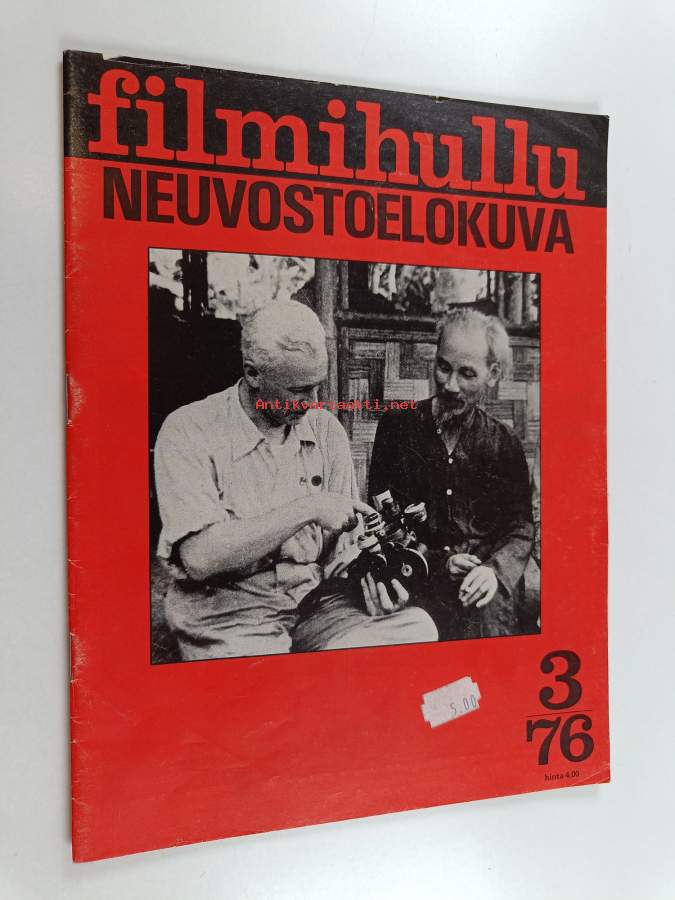 filmihullu
NEUVOSTOELOKUVA
Antikvariaatti.net
5.00
3
76
hinta 4,00